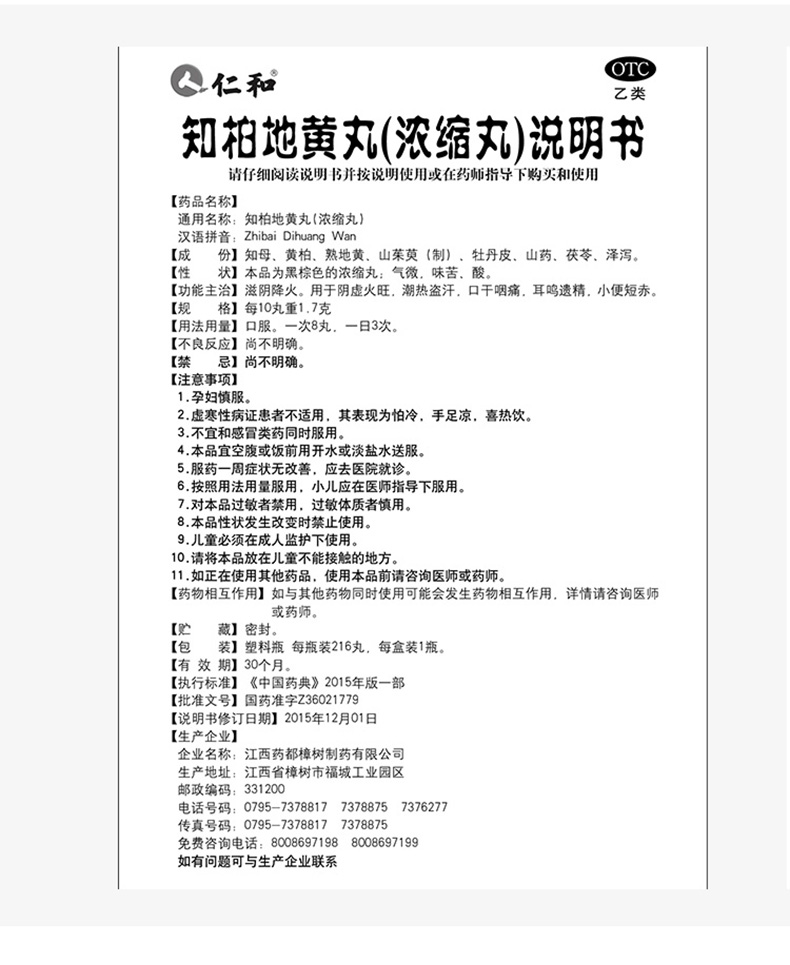 仁和®
OTC
乙类
知柏地黄丸(浓缩丸)说明书
请仔细阅读说明书并按说明使用或在药师指导下购买和使用
【药品名称】
通用名称：知柏地黄丸(浓缩丸)
汉语拼音：Zhibai Dihuang Wan
【成　　份】知母、黄柏、熟地黄、山茱萸（制）、牡丹皮、山药、茯苓、泽泻。
【性　　状】本品为黑棕色的浓缩丸；气微，味苦、酸。
【功能主治】滋阴降火。用于阴虚火旺，潮热盗汗，口干咽痛，耳鸣遗精，小便短赤。
【规　　格】每10丸重1.7克
【用法用量】口服。一次8丸，一日3次。
【不良反应】尚不明确。
【禁　　忌】尚不明确。
【注意事项】
1.孕妇慎服。
2.虚寒性病证患者不适用，其表现为怕冷，手足凉，喜热饮。
3.不宜和感冒类药同时服用。
4.本品宜空腹或饭前用开水或淡盐水送服。
5.服药一周症状无改善，应去医院就诊。
6.按照用法用量服用，小儿应在医师指导下服用。
7.对本品过敏者禁用，过敏体质者慎用。
8.本品性状发生改变时禁止使用。
9.儿童必须在成人监护下使用。
10.请将本品放在儿童不能接触的地方。
11.如正在使用其他药品，使用本品前请咨询医师或药师。
【药物相互作用】如与其他药物同时使用可能会发生药物相互作用，详情请咨询医师
或药师。
【贮　　藏】密封。
【包　　装】塑料瓶 每瓶装216丸，每盒装1瓶。
【有 效 期】30个月。
【执行标准】《中国药典》2015年版一部
【批准文号】国药准字Z36021779
【说明书修订日期】2015年12月01日
【生产企业】
企业名称：江西药都樟树制药有限公司
生产地址：江西省樟树市福城工业园区
邮政编码：331200
电话号码：0795-7378817　7378875　7376277
传真号码：0795-7378817　7378875
免费咨询电话：8008697198　8008697199
如有问题可与生产企业联系